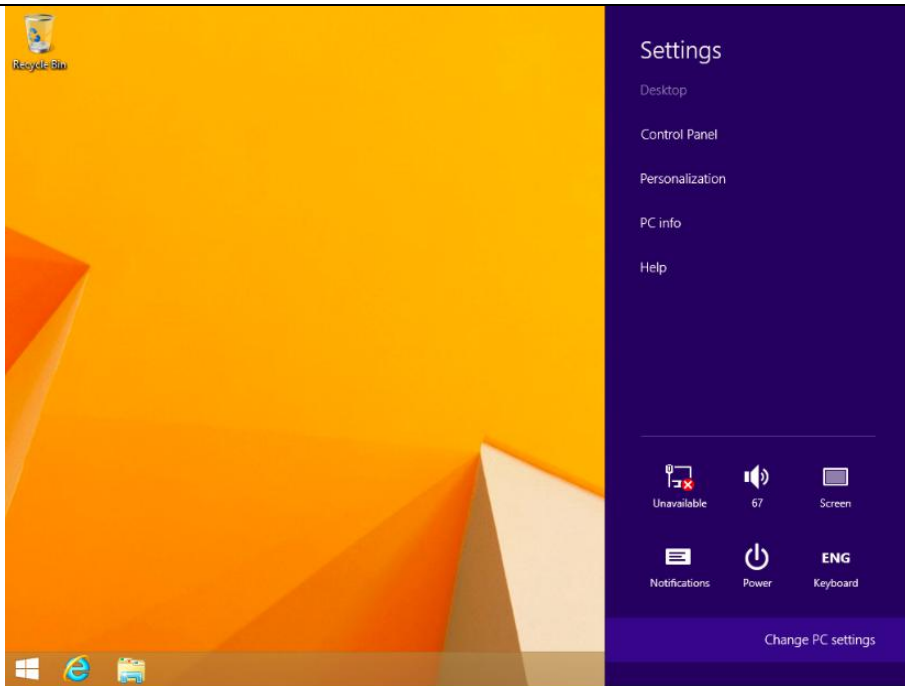 Recycle Bin
Settings
Desktop
Control Panel
Personalization
PC info
Help
Unavailable
67
Screen
Notifications
Power
ENG
Keyboard
Change PC settings